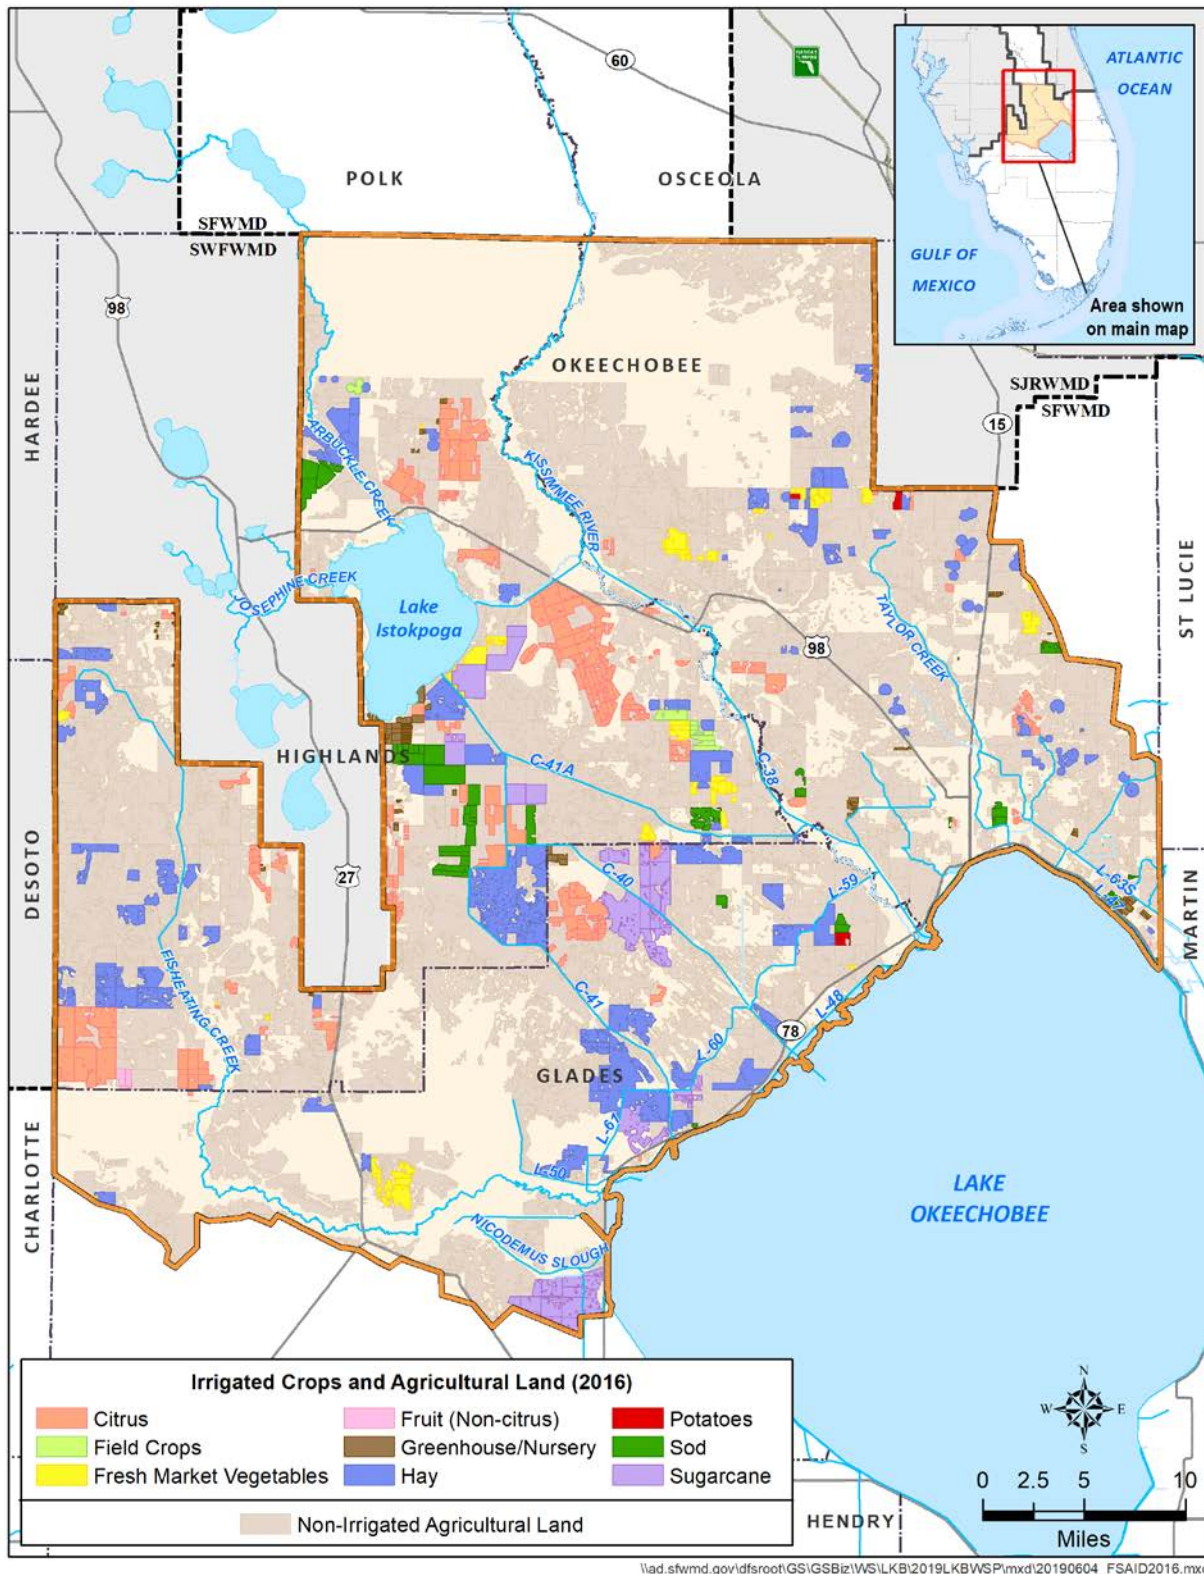 60
ATLANTIC
OCEAN
POLK
OSCEOLA
SFWMD
SWFWMD
GULF OF
MEXICO
Area shown
on main map
98
OKEECHOBEE
SJRWMD
SFWMD
15
HARDEE
ARBUCKLE CREEK
KISSIMMEE RIVER
ST LUCIE
JOSEPHINE CREEK
Lake
Istokpoga
TAYLOR CREEK
98
HIGHLANDS
C-41A
C-38
27
DESOTO
C-40
L-59
L-63S
L-47
MARTIN
FISHEATING CREEK
C-41
L-48
78
L-60
GLADES
L-61
L-50
CHARLOTTE
NICODEMUS SLOUGH
LAKE
OKEECHOBEE
Irrigated Crops and Agricultural Land (2016)
Citrus
Fruit (Non-citrus)
Potatoes
Field Crops
Greenhouse/Nursery
Sod
Fresh Market Vegetables
Hay
Sugarcane
Non-Irrigated Agricultural Land
N
W
E
S
0 2.5 5 10
Miles
HENDRY
\\ad.sfwmd.gov\dfsroot\GS\GSBiz\WS\LKB\2019LKBWSP\mxd\20190604_FSAID2016.mxd